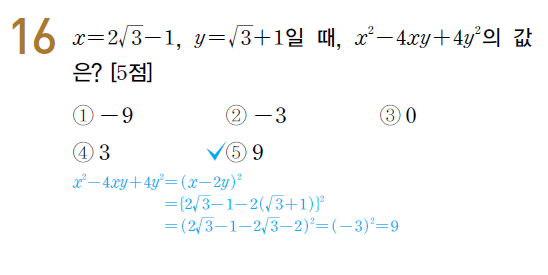 16 x=2√3−1, y=√3+1일 때, x²−4xy+4y²의 값
은? [5점]
① −9 ② −3 ③ 0
④ 3 ✓⑤ 9
x²−4xy+4y²=(x−2y)²
={2√3−1−2(√3+1)}²
=(2√3−1−2√3−2)²=(−3)²=9